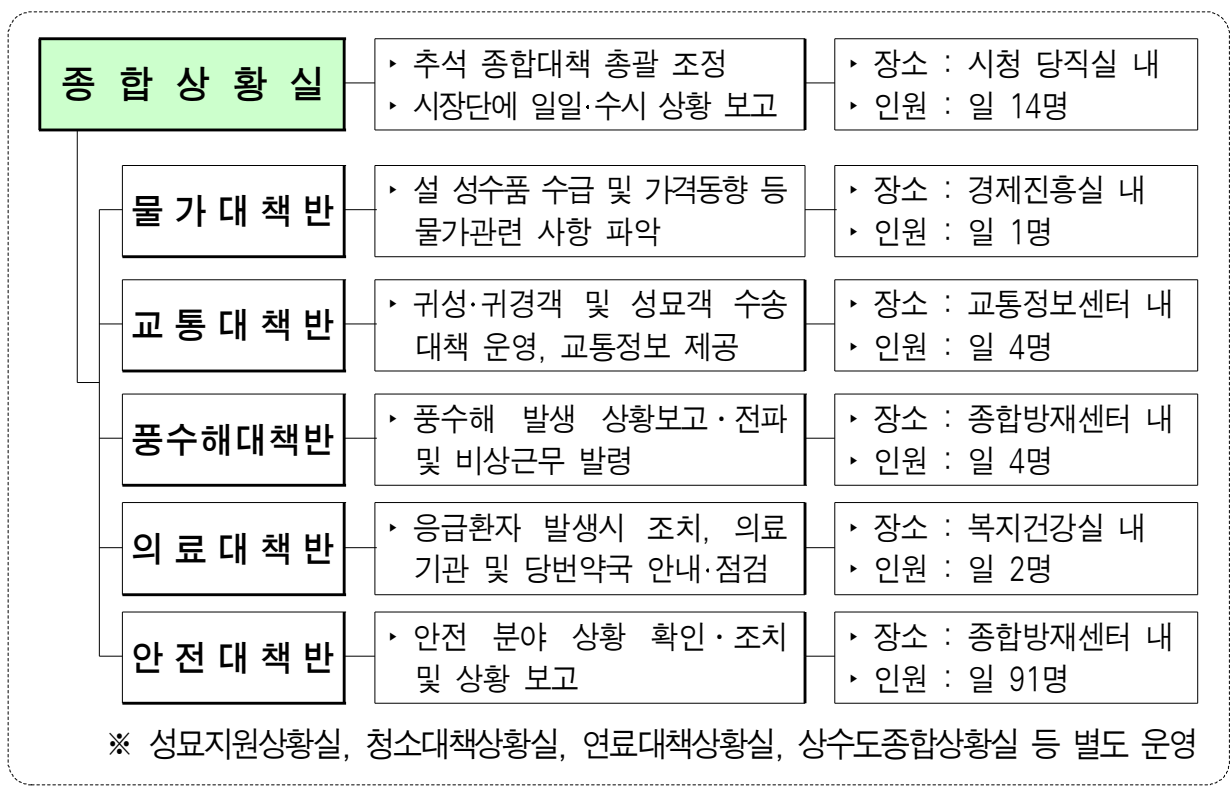 종 합 상 황 실
‣ 추석 종합대책 총괄 조정
‣ 시장단에 일일·수시 상황 보고
‣ 장소 : 시청 당직실 내
‣ 인원 : 일 14명
물 가 대 책 반
‣ 설 성수품 수급 및 가격동향 등
물가관련 사항 파악
‣ 장소 : 경제진흥실 내
‣ 인원 : 일 1명
교 통 대 책 반
‣ 귀성·귀경객 및 성묘객 수송
대책 운영, 교통정보 제공
‣ 장소 : 교통정보센터 내
‣ 인원 : 일 4명
풍수해대책반
‣ 풍수해 발생 상황보고·전파
및 비상근무 발령
‣ 장소 : 종합방재센터 내
‣ 인원 : 일 4명
의 료 대 책 반
‣ 응급환자 발생시 조치, 의료
기관 및 당번약국 안내·점검
‣ 장소 : 복지건강실 내
‣ 인원 : 일 2명
안 전 대 책 반
‣ 안전 분야 상황 확인·조치
및 상황 보고
‣ 장소 : 종합방재센터 내
‣ 인원 : 일 91명
※ 성묘지원상황실, 청소대책상황실, 연료대책상황실, 상수도종합상황실 등 별도 운영